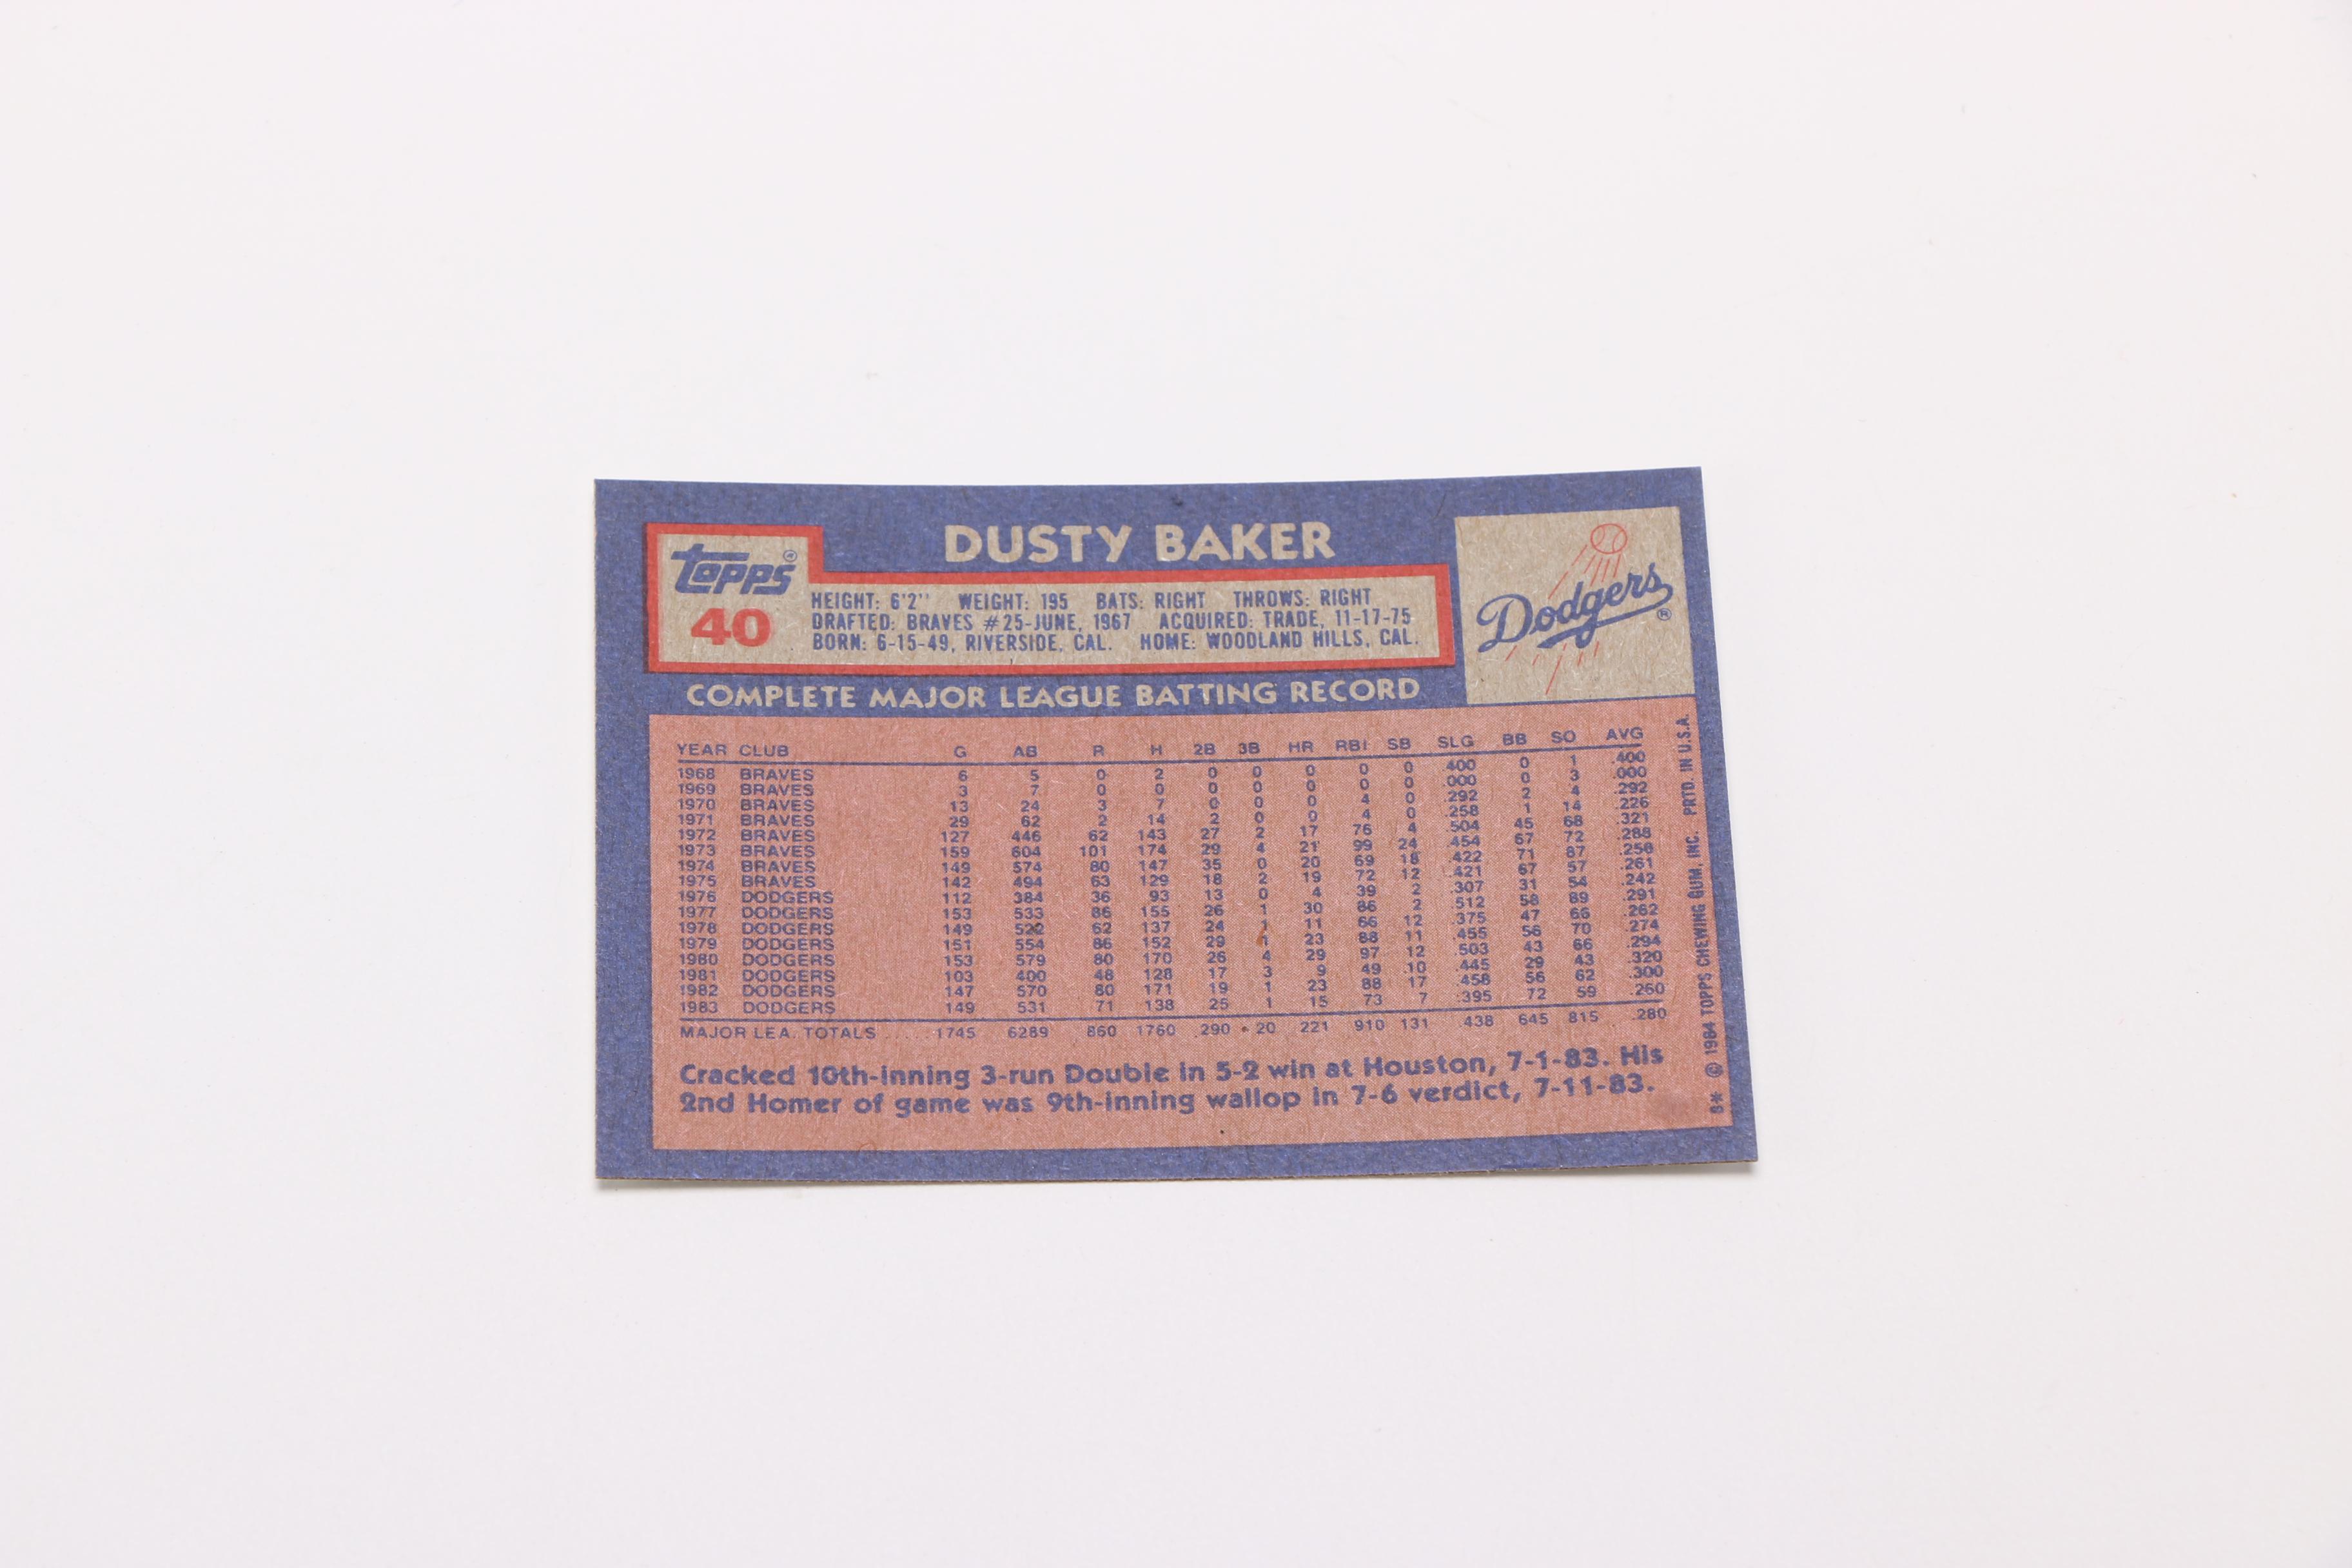 DUSTY BAKER
topps®
40
HEIGHT: 6'2" WEIGHT: 195 BATS: RIGHT THROWS: RIGHT
DRAFTED: BRAVES #25-JUNE, 1967 ACQUIRED: TRADE, 11-17-75
BORN: 6-15-49, RIVERSIDE, CAL. HOME: WOODLAND HILLS, CAL.
Dodgers®
COMPLETE MAJOR LEAGUE BATTING RECORD
YEAR CLUB G AB R H 2B 3B HR RBI SB SLG BB SO AVG
1968 BRAVES 6 5 0 2 0 0 0 0 0 .400 0 1 .400
1969 BRAVES 3 7 0 0 0 0 0 0 0 .000 0 3 .000
1970 BRAVES 13 24 3 7 0 0 0 4 0 .292 2 4 .292
1971 BRAVES 29 62 2 14 2 0 0 4 0 .258 1 14 .226
1972 BRAVES 127 446 62 143 27 2 17 76 4 .504 45 68 .321
1973 BRAVES 159 604 101 174 29 4 21 99 24 .454 67 72 .288
1974 BRAVES 149 574 80 147 35 0 20 69 18 .422 71 87 .256
1975 BRAVES 142 494 63 129 18 2 19 72 12 .421 67 57 .261
1976 DODGERS 112 384 36 93 13 0 4 39 2 .307 31 54 .242
1977 DODGERS 153 533 86 155 26 1 30 86 2 .512 58 89 .291
1978 DODGERS 149 522 62 137 24 1 11 66 12 .375 47 66 .262
1979 DODGERS 151 554 86 152 29 1 23 88 11 .455 56 70 .274
1980 DODGERS 153 579 80 170 26 4 29 97 12 .503 43 66 .294
1981 DODGERS 103 400 48 128 17 3 9 49 10 .445 29 43 .320
1982 DODGERS 147 570 80 171 19 1 23 88 17 .458 56 62 .300
1983 DODGERS 149 531 71 138 25 1 15 73 7 .395 72 59 .260
MAJOR LEA. TOTALS ..... 1745 6289 860 1760 .290 20 221 910 131 .438 645 815 .280
Cracked 10th-inning 3-run Double in 5-2 win at Houston, 7-1-83. His
2nd Homer of game was 9th-inning wallop in 7-6 verdict, 7-11-83.
8* © 1984 TOPPS CHEWING GUM, INC. PRTD. IN U.S.A.